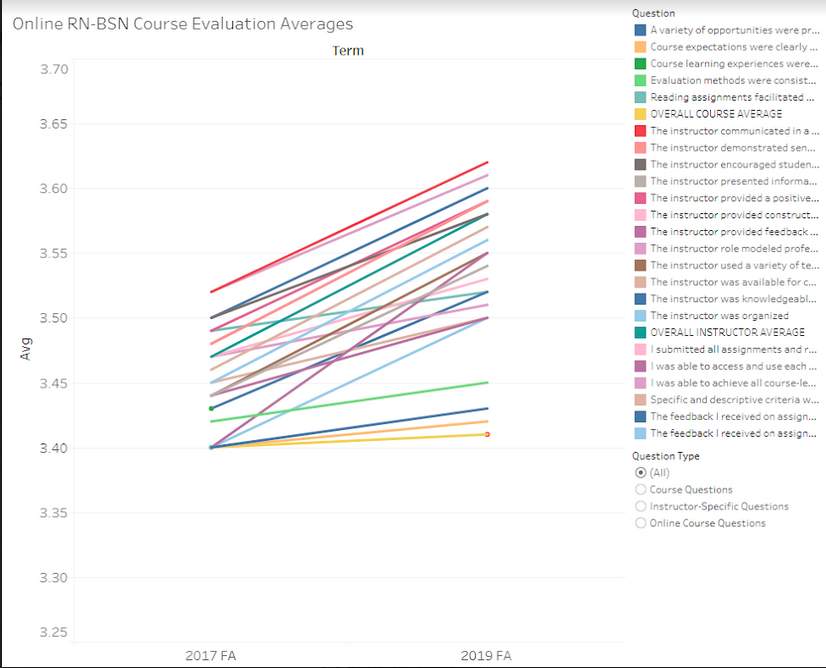 Online RN-BSN Course Evaluation Averages
Term
3.70
3.65
3.60
3.55
3.50
3.45
3.40
3.35
3.30
3.25
Avg
2017 FA
2019 FA
Question
A variety of opportunities were pr...
Course expectations were clearly ...
Course learning experiences were...
Evaluation methods were consist...
Reading assignments facilitated ...
OVERALL COURSE AVERAGE
The instructor communicated in a ...
The instructor demonstrated sen...
The instructor encouraged studen...
The instructor presented informa...
The instructor provided a positive...
The instructor provided construct...
The instructor provided feedback ...
The instructor role modeled profe...
The instructor used a variety of te...
The instructor was available for c...
The instructor was knowledgeabl...
The instructor was organized
OVERALL INSTRUCTOR AVERAGE
I submitted all assignments and r...
I was able to access and use each ...
I was able to achieve all course-le...
Specific and descriptive criteria w...
The feedback I received on assign...
The feedback I received on assign...
Question Type
(All)
Course Questions
Instructor-Specific Questions
Online Course Questions